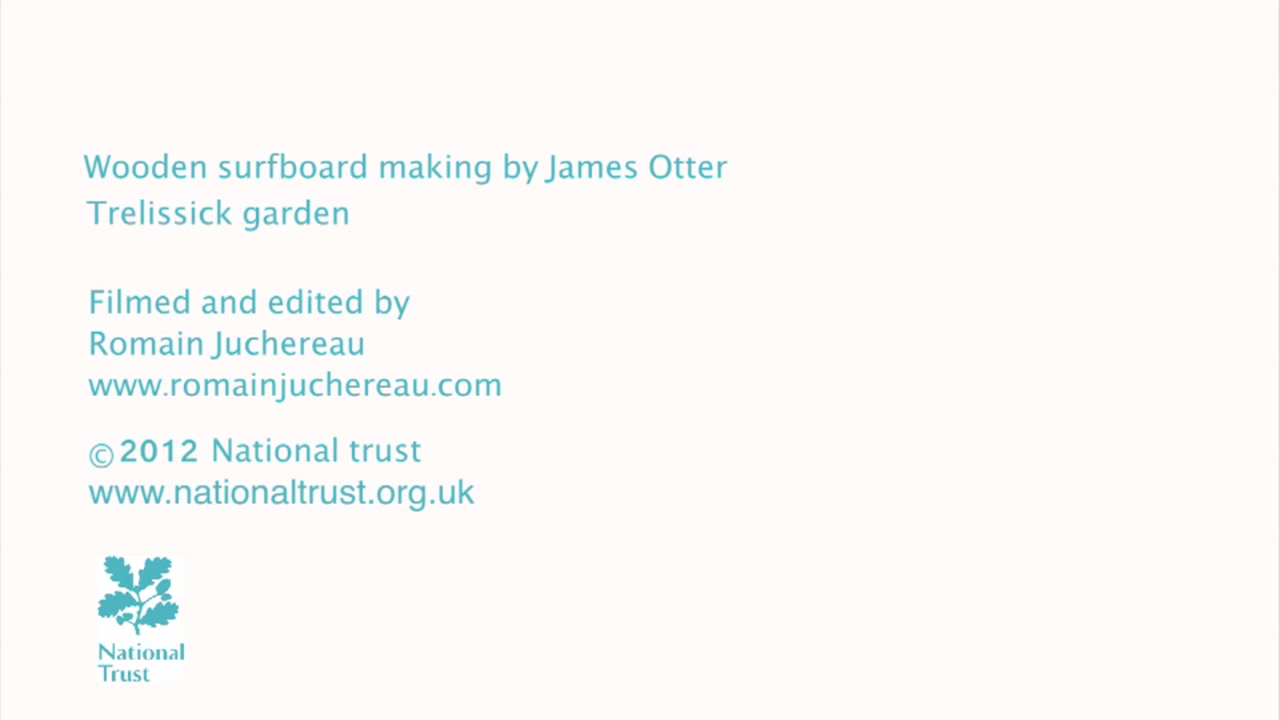 Wooden surfboard making by James Otter
Trelissick garden
Filmed and edited by
Romain Juchereau
www.romainjuchereau.com
©2012 National trust
www.nationaltrust.org.uk
National
Trust